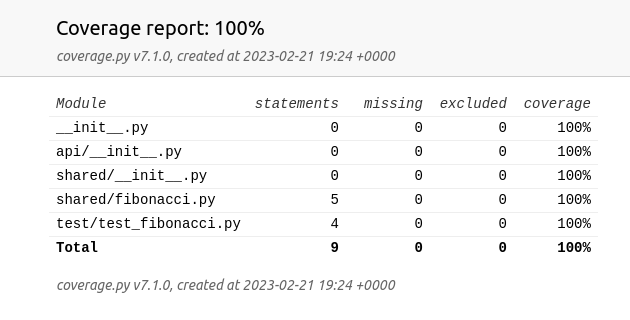 Coverage report: 100%
coverage.py v7.1.0, created at 2023-02-21 19:24 +0000
Module statements missing excluded coverage
__init__.py 0 0 0 100%
api/__init__.py 0 0 0 100%
shared/__init__.py 0 0 0 100%
shared/fibonacci.py 5 0 0 100%
test/test_fibonacci.py 4 0 0 100%
Total 9 0 0 100%
coverage.py v7.1.0, created at 2023-02-21 19:24 +0000